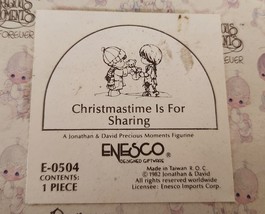 Christmastime Is For
Sharing
A Jonathan & David Precious Moments Figurine
ENESCO®
DESIGNED GIFTWARE
E-0504
CONTENTS:
1 PIECE
Made in Taiwan R. O. C.
© 1982 Jonathan & David
All rights reserved worldwide
Licensee: Enesco Imports Corp.
FOREVER